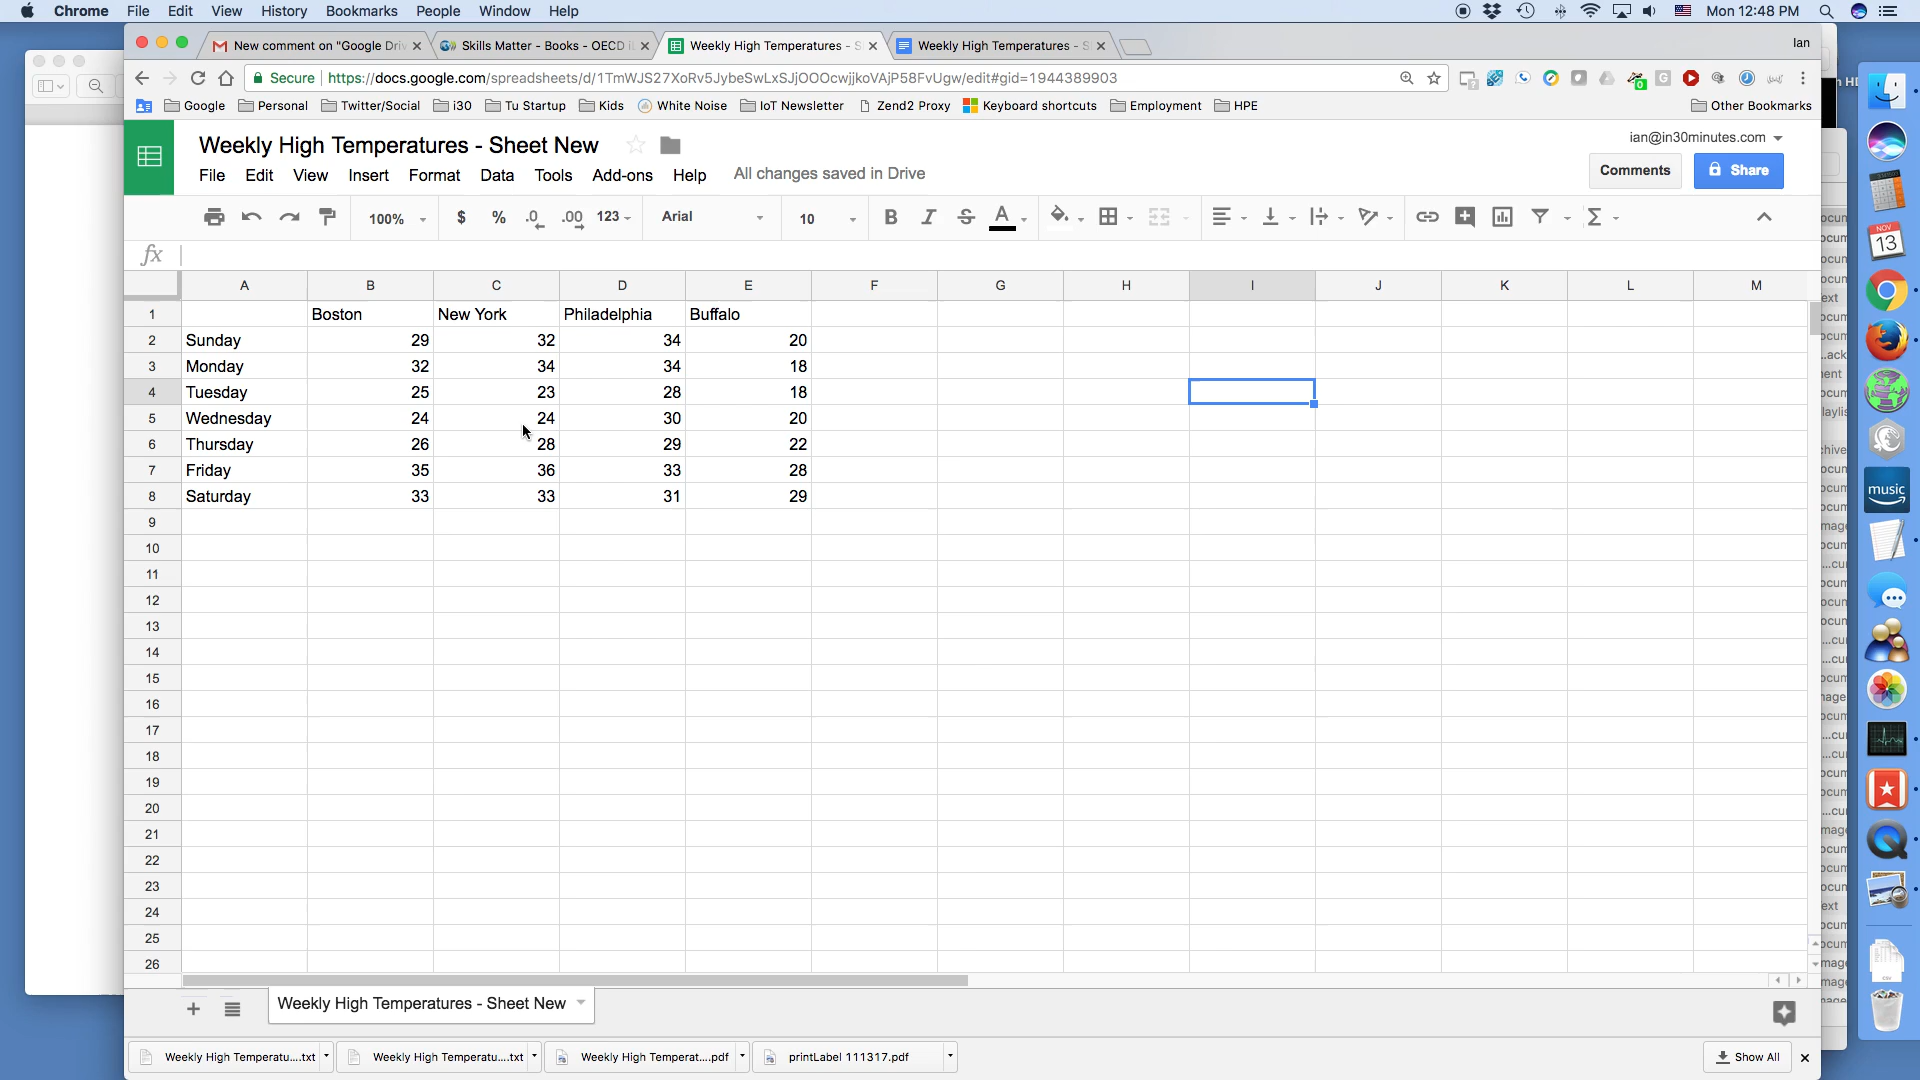 Chrome File Edit View History Bookmarks People Window Help Mon 12:48 PM
New comment on "Google Driv Skills Matter - Books - OECD iL Weekly High Temperatures - S Weekly High Temperatures - S Ian
Secure https://docs.google.com/spreadsheets/d/1TmWJS27XoRv5JybeSwLxSJjOOOcwjjkoVAjP58FvUgw/edit#gid=1944389903
Google Personal Twitter/Social i30 Tu Startup Kids White Noise IoT Newsletter Zend2 Proxy Keyboard shortcuts Employment HPE Other Bookmarks
Weekly High Temperatures - Sheet New ian@in30minutes.com
File Edit View Insert Format Data Tools Add-ons Help All changes saved in Drive Comments Share
100% $ % .0 .00 123 Arial 10 B I S A Σ
fx
A B C D E F G H I J K L M
1 Boston New York Philadelphia Buffalo
2 Sunday 29 32 34 20
3 Monday 32 34 34 18
4 Tuesday 25 23 28 18
5 Wednesday 24 24 30 20
6 Thursday 26 28 29 22
7 Friday 35 36 33 28
8 Saturday 33 33 31 29
9
10
11
12
13
14
15
16
17
18
19
20
21
22
23
24
25
26
Weekly High Temperatures - Sheet New
Weekly High Temperatu....txt Weekly High Temperatu....txt Weekly High Temperat....pdf printLabel 111317.pdf Show All
NOV
13
music